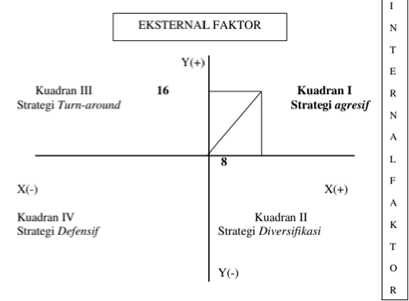 EKSTERNAL FAKTOR
Y(+)
Kuadran III
Strategi Turn-around
16
Kuadran I
Strategi agresif
8
X(-)
X(+)
Kuadran IV
Strategi Defensif
Kuadran II
Strategi Diversifikasi
Y(-)
I
N
T
E
R
N
A
L
F
A
K
T
O
R